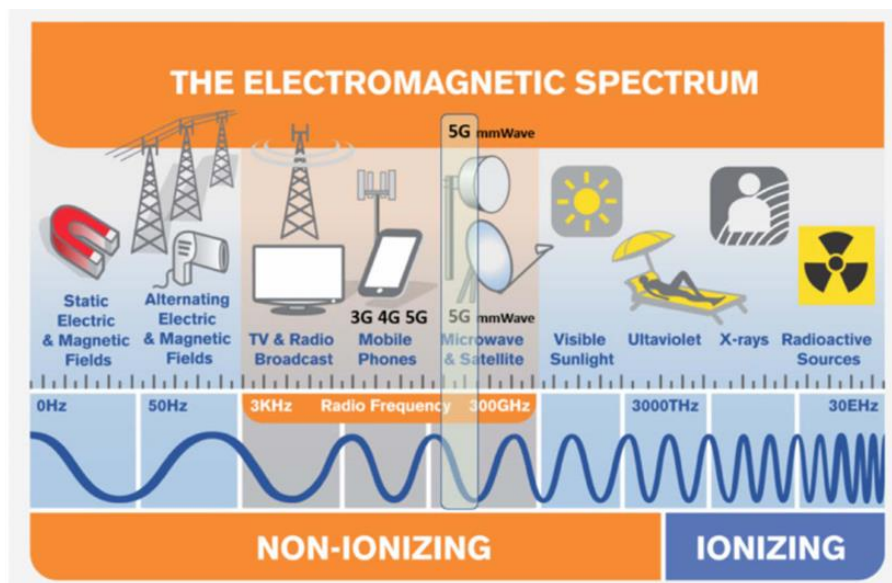 THE ELECTROMAGNETIC SPECTRUM
5G mmWave
3G 4G 5G
5G mmWave
Static
Electric
& Magnetic
Fields
Alternating
Electric
& Magnetic
Fields
TV & Radio
Broadcast
Mobile
Phones
Microwave
& Satellite
Visible
Sunlight
Ultaviolet
X-rays
Radioactive
Sources
0Hz
50Hz
3KHz
Radio Frequency
300GHz
3000THz
30EHz
NON-IONIZING
IONIZING